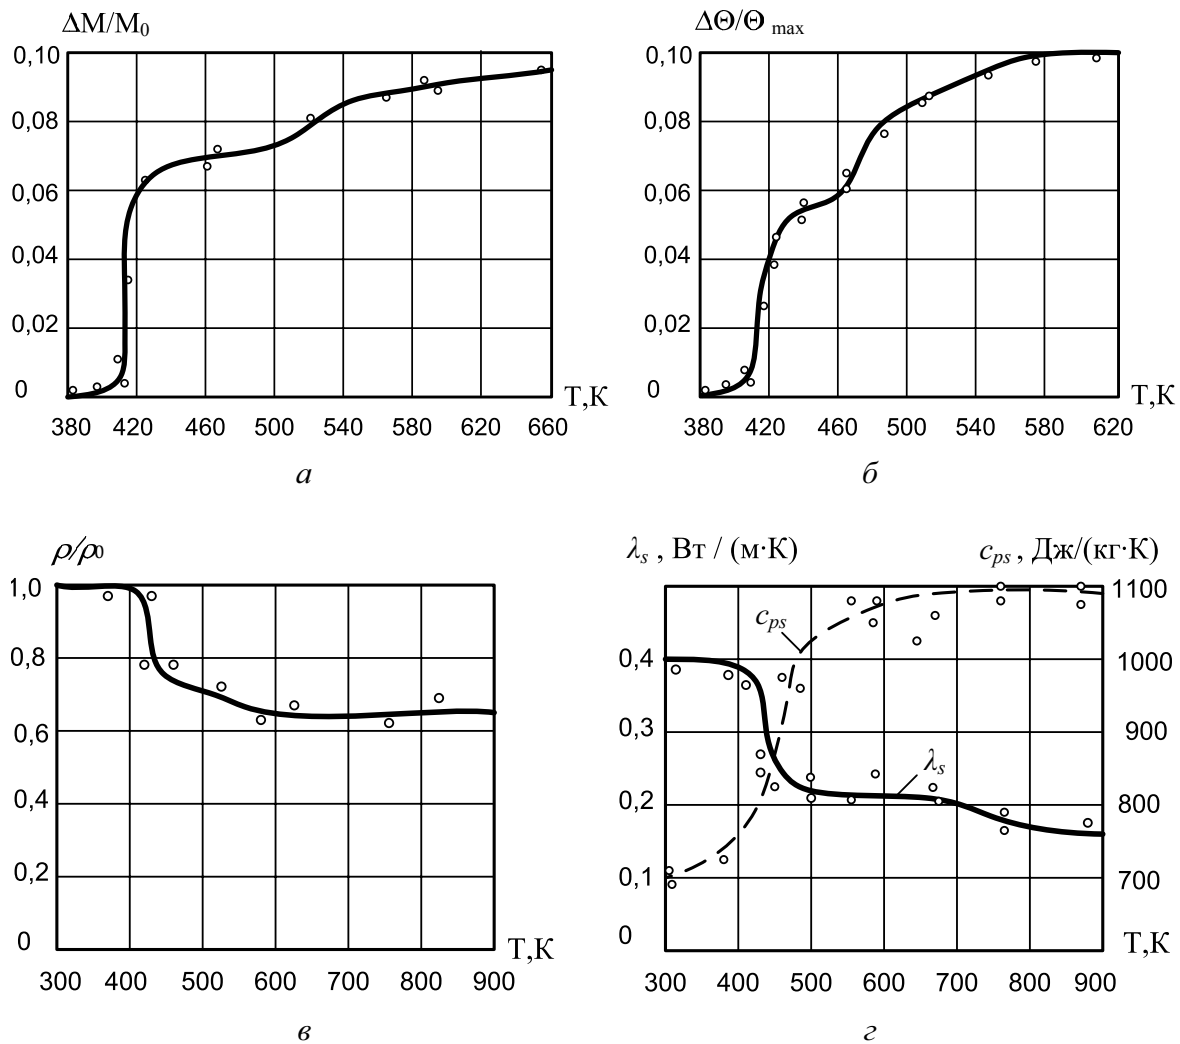 ΔM/M₀
0,10
0,08
0,06
0,04
0,02
0
380 420 460 500 540 580 620 660
T,К
а
ΔΘ/Θ max
0,10
0,08
0,06
0,04
0,02
0
380 420 460 500 540 580 620
T,К
б
ρ/ρ₀
1,0
0,8
0,6
0,4
0,2
0
300 400 500 600 700 800 900
T,К
в
λₛ , Вт / (м·К)
cₚₛ , Дж/(кг·К)
0,4
0,3
0,2
0,1
0
cₚₛ
λₛ
1100
1000
900
800
700
300 400 500 600 700 800 900
T,К
г